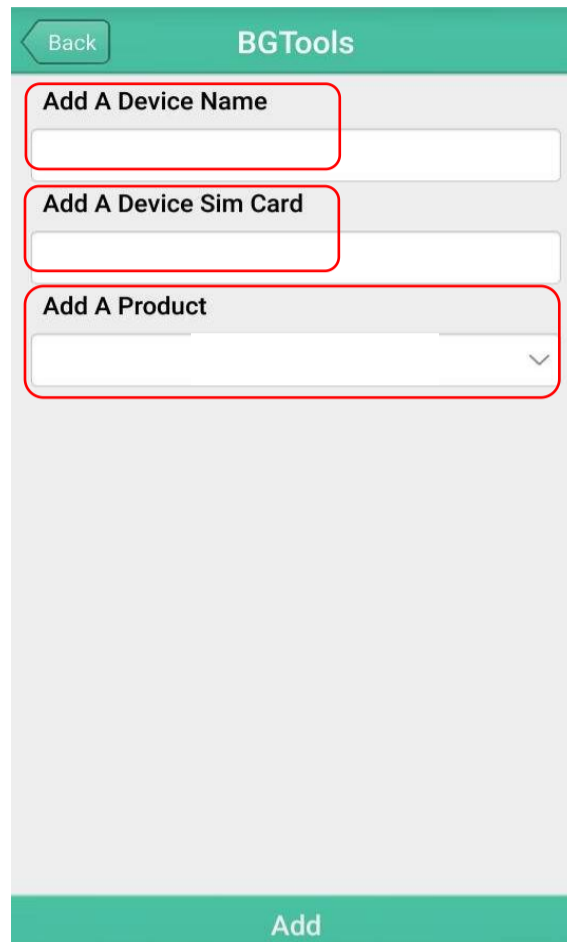 Back
BGTools
Add A Device Name
Add A Device Sim Card
Add A Product
Add